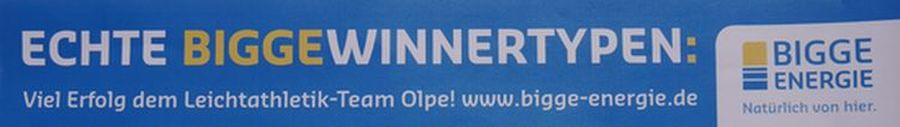 ECHTE BIGGEWINNERTYPEN:
Viel Erfolg dem Leichtathletik-Team Olpe! www.bigge-energie.de
BIGGE
ENERGIE
Natürlich von hier.